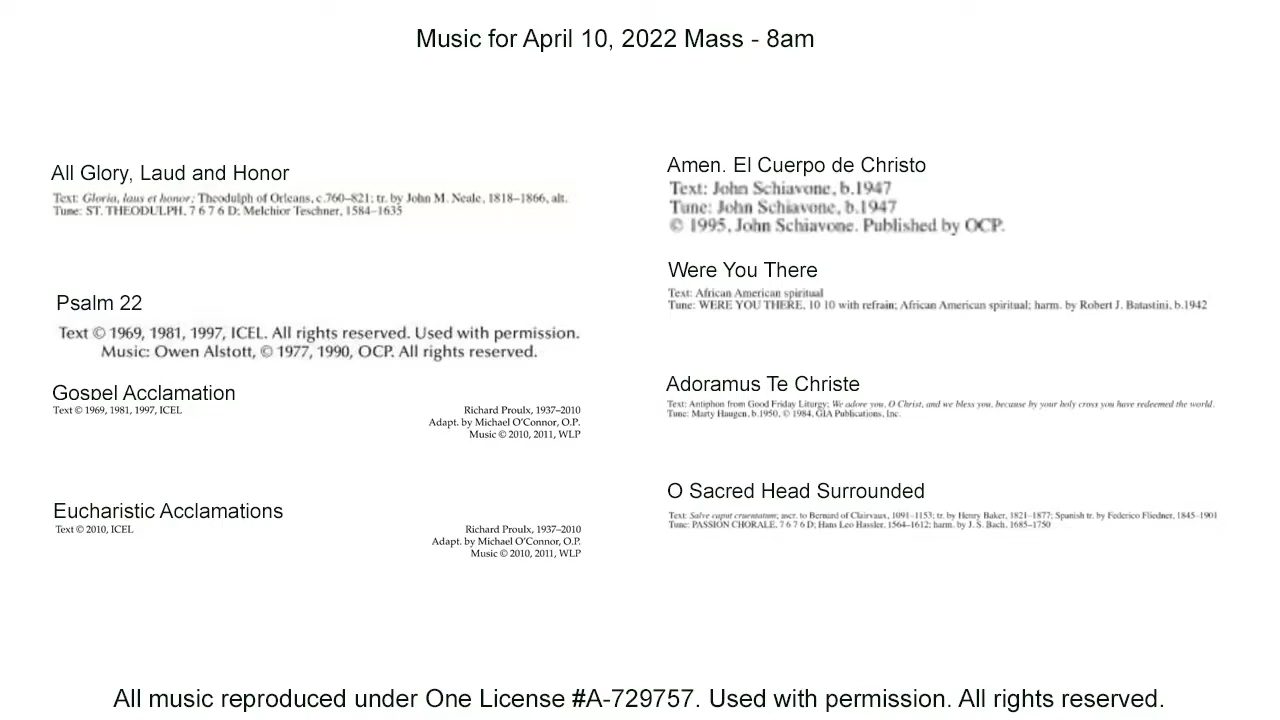 Music for April 10, 2022 Mass - 8am
All Glory, Laud and Honor
Text: Gloria, laus et honor; Theodulph of Orleans, c.760–821; tr. by John M. Neale, 1818–1866, alt.
Tune: ST. THEODULPH, 7 6 7 6 D; Melchior Teschner, 1584–1635
Psalm 22
Text © 1969, 1981, 1997, ICEL. All rights reserved. Used with permission.
Music: Owen Alstott, © 1977, 1990, OCP. All rights reserved.
Gospel Acclamation
Text © 1969, 1981, 1997, ICEL
Richard Proulx, 1937–2010
Adapt. by Michael O'Connor, O.P.
Music © 2010, 2011, WLP
Eucharistic Acclamations
Text © 2010, ICEL
Richard Proulx, 1937–2010
Adapt. by Michael O'Connor, O.P.
Music © 2010, 2011, WLP
Amen. El Cuerpo de Christo
Text: John Schiavone, b.1947
Tune: John Schiavone, b.1947
© 1995, John Schiavone. Published by OCP.
Were You There
Text: African American spiritual
Tune: WERE YOU THERE, 10 10 with refrain; African American spiritual; harm. by Robert J. Batastini, b.1942
Adoramus Te Christe
Text: Antiphon from Good Friday Liturgy; We adore you, O Christ, and we bless you, because by your holy cross you have redeemed the world.
Tune: Marty Haugen, b.1950, © 1984, GIA Publications, Inc.
O Sacred Head Surrounded
Text: Salve caput cruentatum; ascr. to Bernard of Clairvaux, 1091–1153; tr. by Henry Baker, 1821–1877; Spanish tr. by Federico Fliedner, 1845–1901
Tune: PASSION CHORALE, 7 6 7 6 D; Hans Leo Hassler, 1564–1612; harm. by J. S. Bach, 1685–1750
All music reproduced under One License #A-729757. Used with permission. All rights reserved.